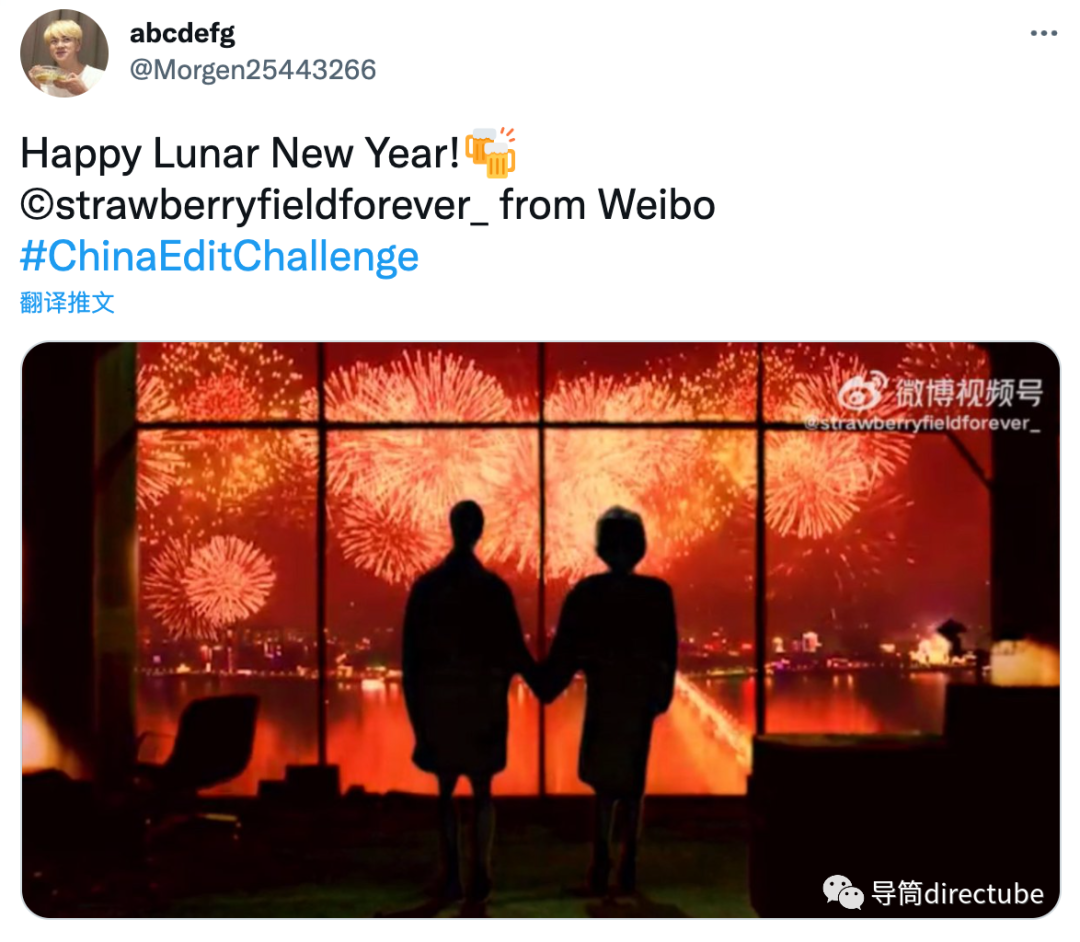 abcdefg
@Morgen25443266
Happy Lunar New Year!🍻
©strawberryfieldforever_ from Weibo
#ChinaEditChallenge
翻译推文
微博视频号
@strawberryfieldforever_
导筒directube